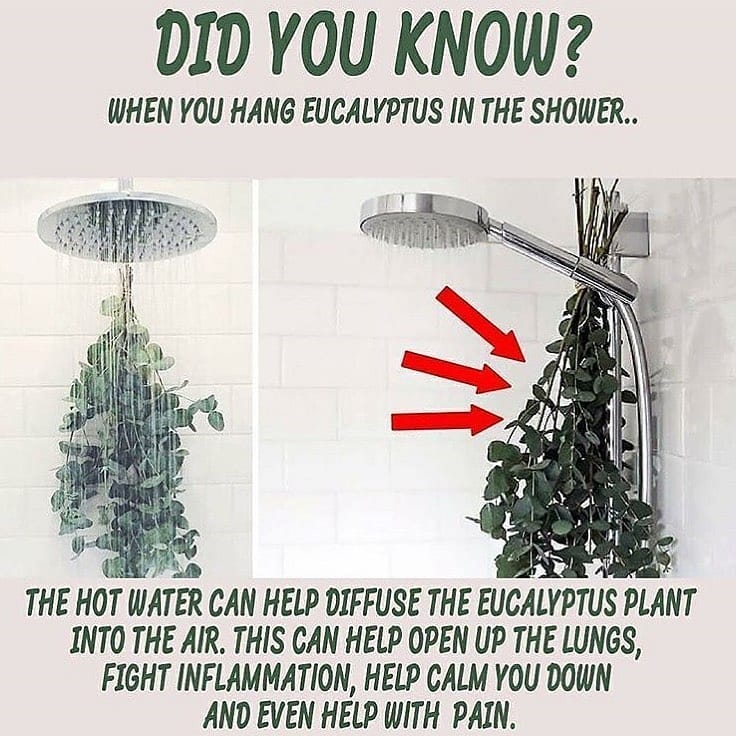 DID YOU KNOW?
WHEN YOU HANG EUCALYPTUS IN THE SHOWER..
THE HOT WATER CAN HELP DIFFUSE THE EUCALYPTUS PLANT
INTO THE AIR. THIS CAN HELP OPEN UP THE LUNGS,
FIGHT INFLAMMATION, HELP CALM YOU DOWN
AND EVEN HELP WITH PAIN.